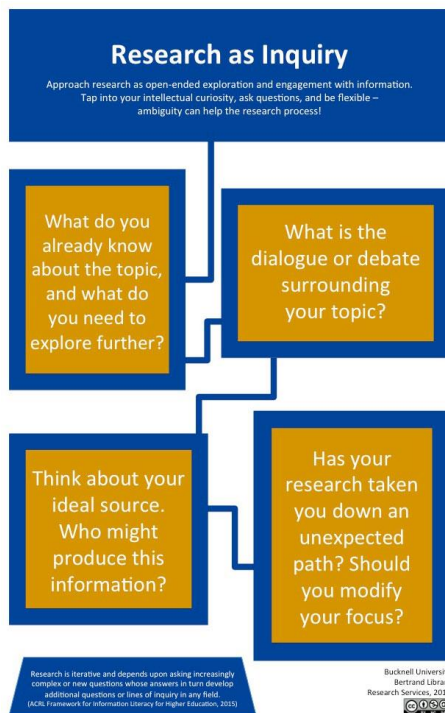 Research as Inquiry
Approach research as open-ended exploration and engagement with information.
Tap into your intellectual curiosity, ask questions, and be flexible –
ambiguity can help the research process!
What do you
already know
about the topic,
and what do
you need to
explore further?
What is the
dialogue or debate
surrounding
your topic?
Think about your
ideal source.
Who might
produce this
information?
Has your
research taken
you down an
unexpected
path? Should
you modify
your focus?
Research is iterative and depends upon asking increasingly
complex or new questions whose answers in turn develop
additional questions or lines of inquiry in any field.
(ACRL Framework for Information Literacy for Higher Education, 2015)
Bucknell Universit
Bertrand Librar
Research Services, 201